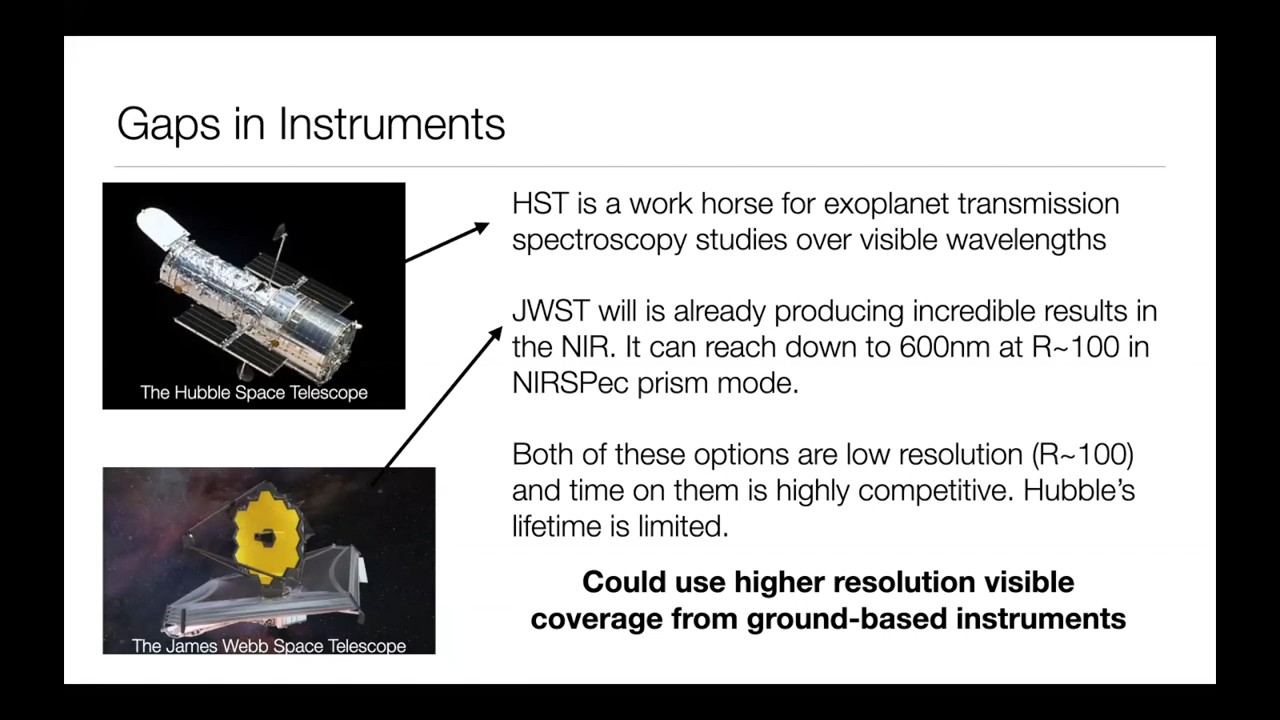 Gaps in Instruments
HST is a work horse for exoplanet transmission
spectroscopy studies over visible wavelengths
The Hubble Space Telescope
JWST will is already producing incredible results in
the NIR. It can reach down to 600nm at R~100 in
NIRSPec prism mode.
Both of these options are low resolution (R~100)
and time on them is highly competitive. Hubble’s
lifetime is limited.
Could use higher resolution visible
coverage from ground-based instruments
The James Webb Space Telescope